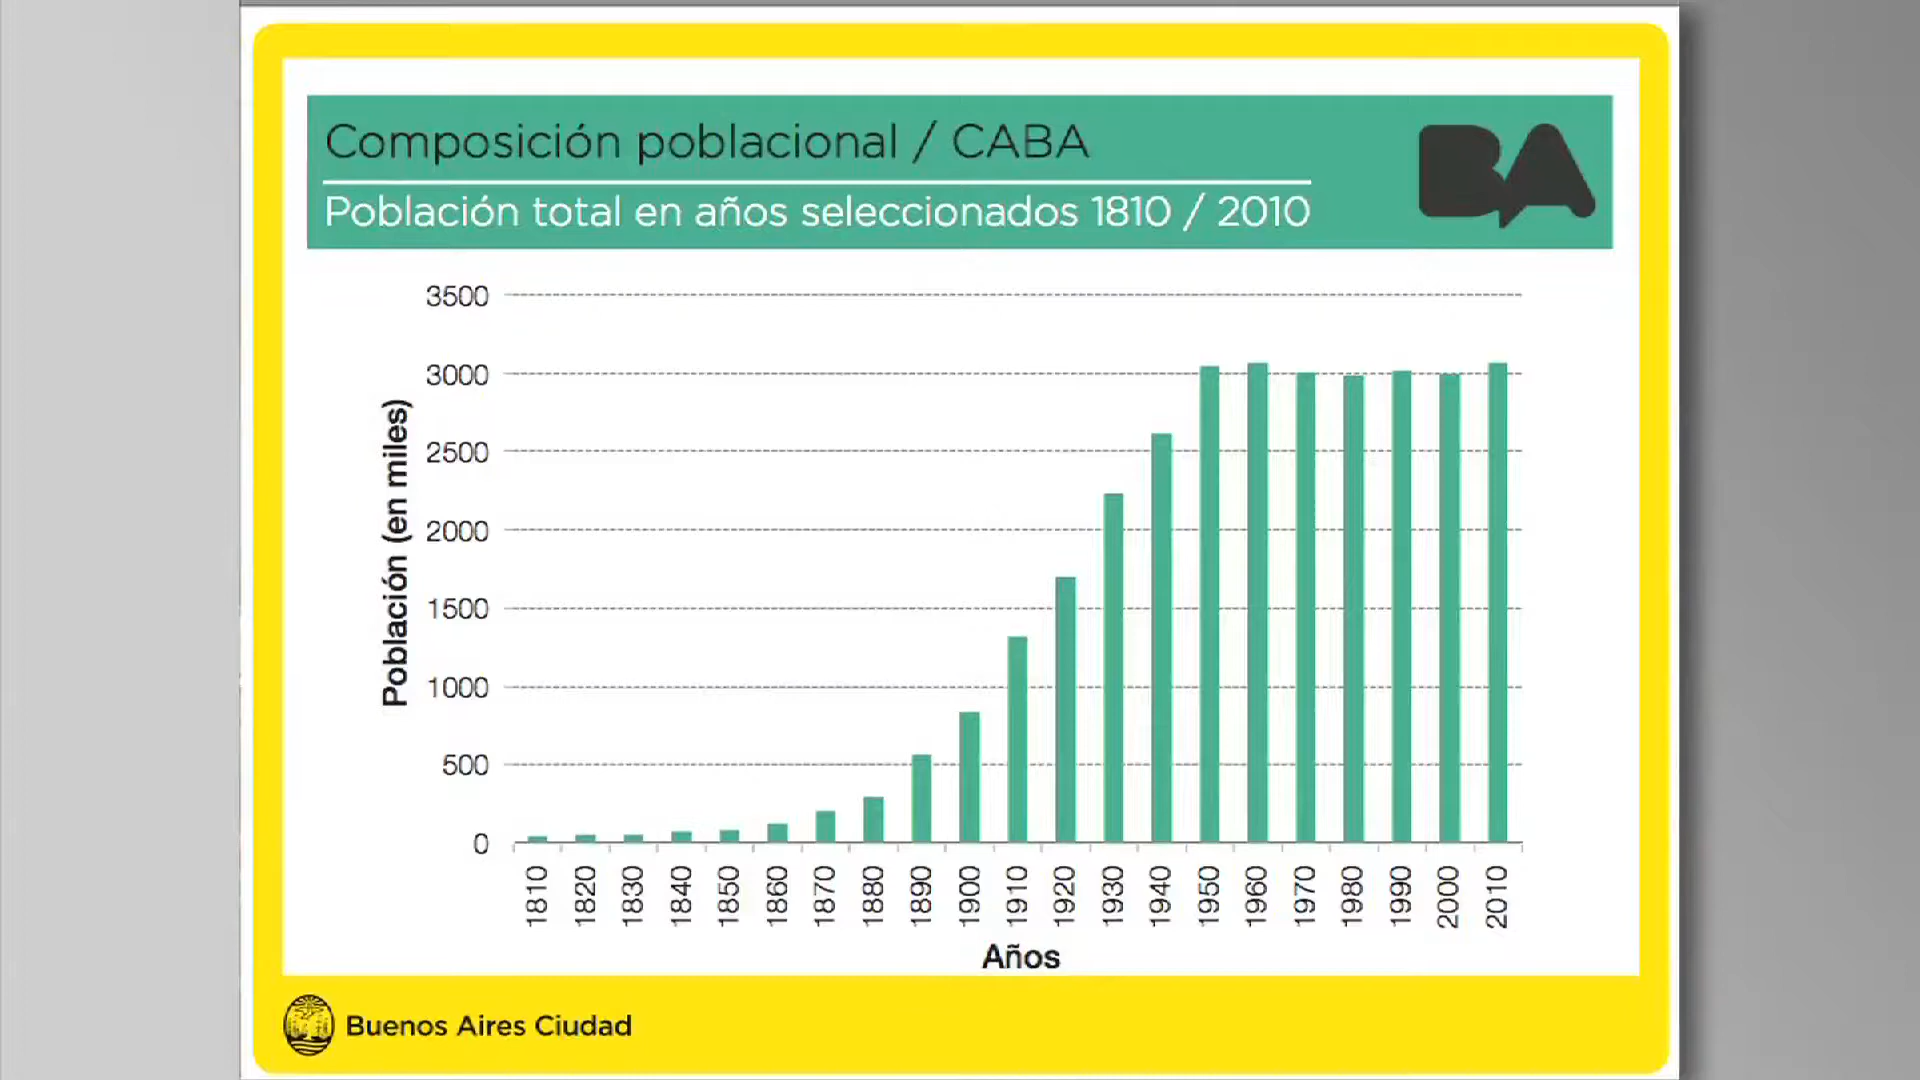 Composición poblacional / CABA
Población total en años seleccionados 1810 / 2010
BA
3500
3000
2500
2000
1500
1000
500
0
Población (en miles)
1810 1820 1830 1840 1850 1860 1870 1880 1890 1900 1910 1920 1930 1940 1950 1960 1970 1980 1990 2000 2010
Años
Buenos Aires Ciudad